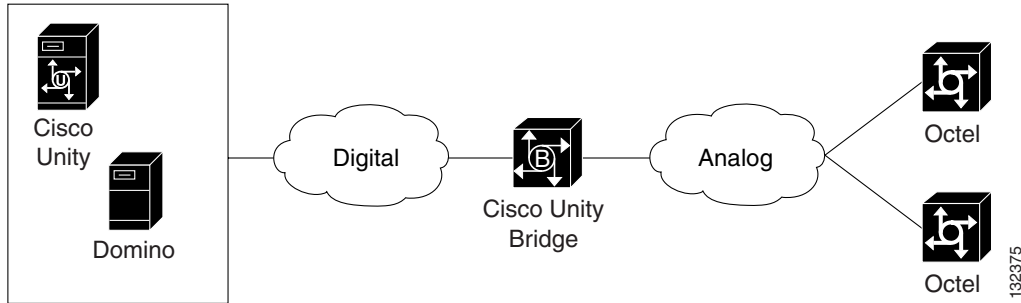 U
Cisco
Unity
Domino
Digital
B
Cisco Unity
Bridge
Analog
Octel
Octel
132375